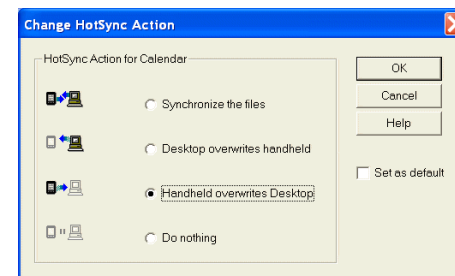 Change HotSync Action
HotSync Action for Calendar
Synchronize the files
Desktop overwrites handheld
Handheld overwrites Desktop
Do nothing
OK
Cancel
Help
Set as default